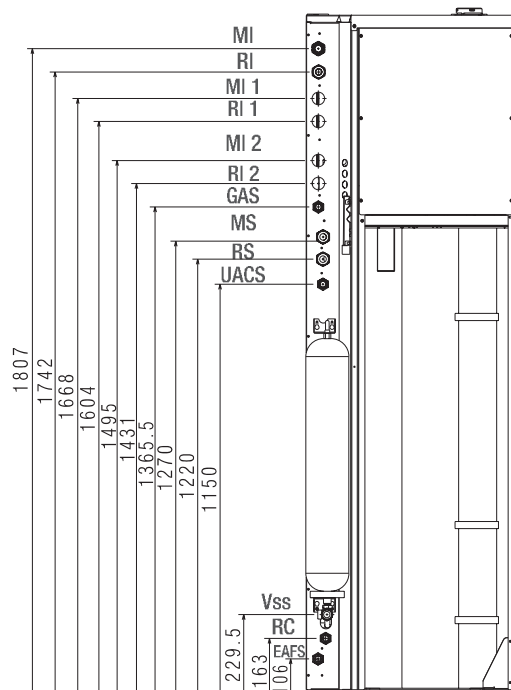 MI
RI
MI 1
RI 1
MI 2
RI 2
GAS
MS
RS
UACS
1807
1742
1668
1604
1495
1431
1365.5
1270
1220
1150
Vss
RC
EAFS
229.5
163